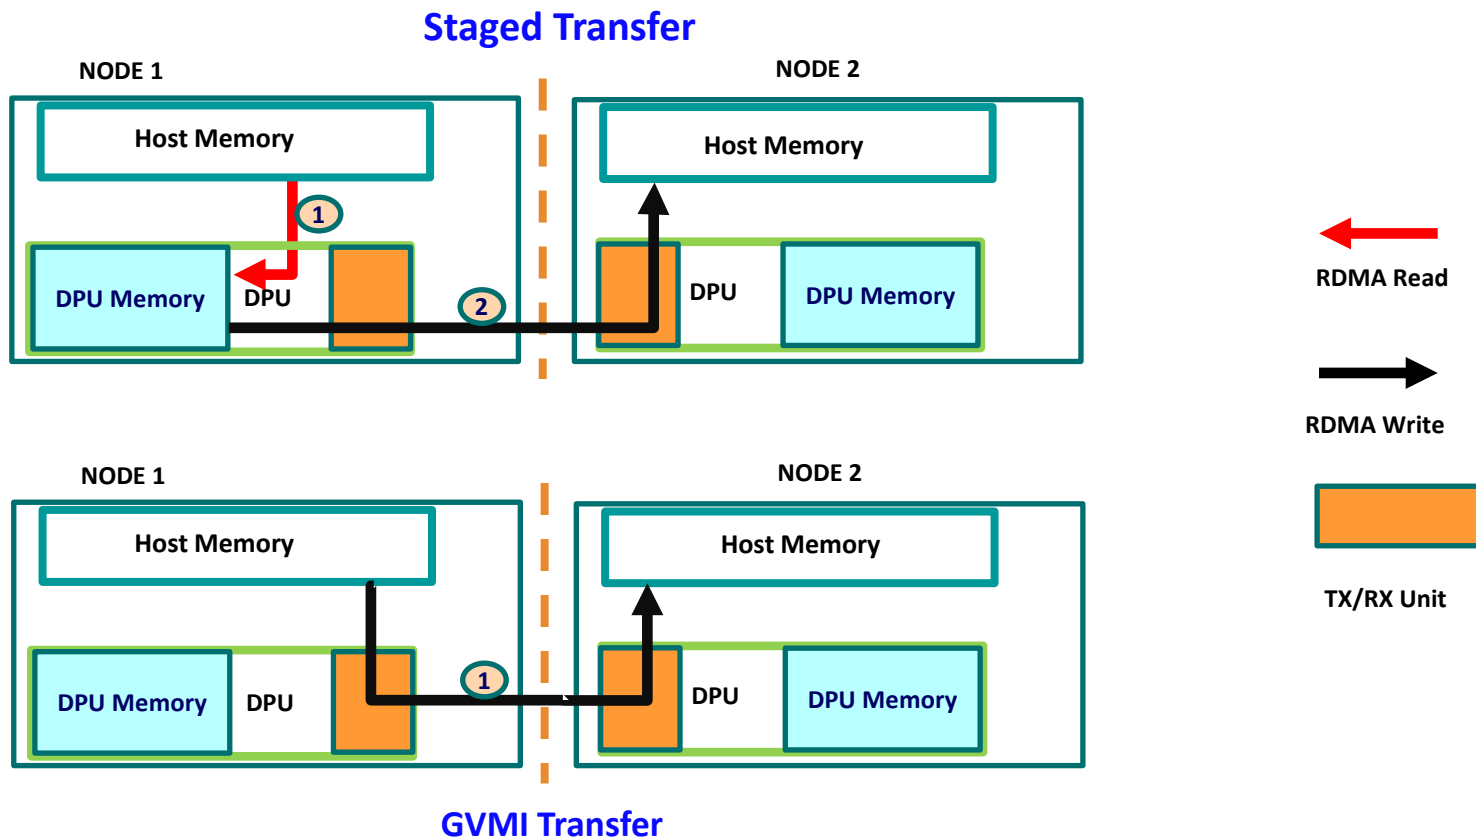 Staged Transfer
NODE 1
NODE 2
Host Memory
Host Memory
1
DPU Memory
DPU
2
DPU
DPU Memory
RDMA Read
RDMA Write
TX/RX Unit
NODE 1
NODE 2
Host Memory
Host Memory
DPU Memory
DPU
1
DPU
DPU Memory
GVMI Transfer